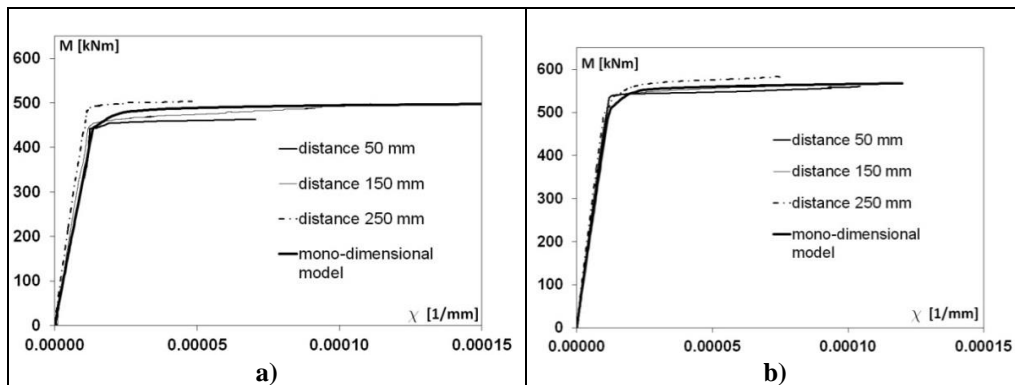 M [kNm]
600
500
400
300
200
100
0
distance 50 mm
distance 150 mm
distance 250 mm
mono-dimensional
model
χ [1/mm]
0.00000 0.00005 0.00010 0.00015
a)
M [kNm]
600
500
400
300
200
100
0
distance 50 mm
distance 150 mm
distance 250 mm
mono-dimensional
model
χ [1/mm]
0.00000 0.00005 0.00010 0.00015
b)